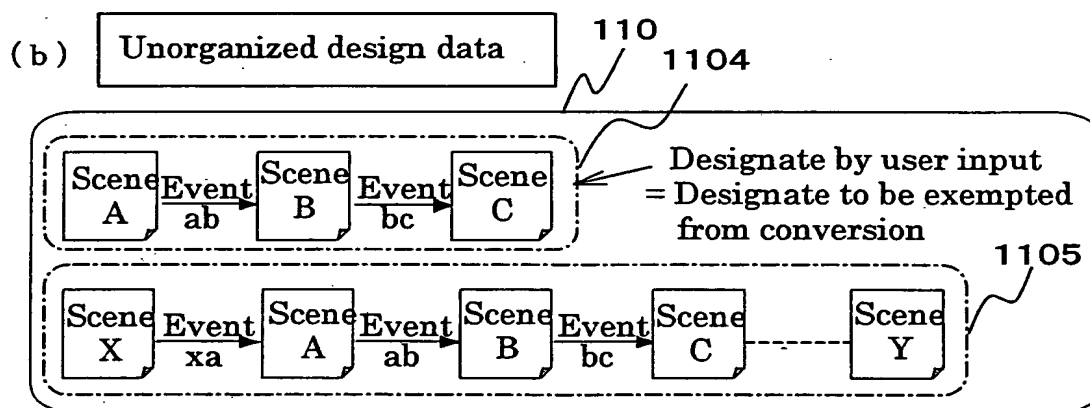 (b) Unorganized design data
110
1104
Scene A Event ab Scene B Event bc Scene C
Designate by user input
= Designate to be exempted
from conversion
1105
Scene X Event xa Scene A Event ab Scene B Event bc Scene C Scene Y